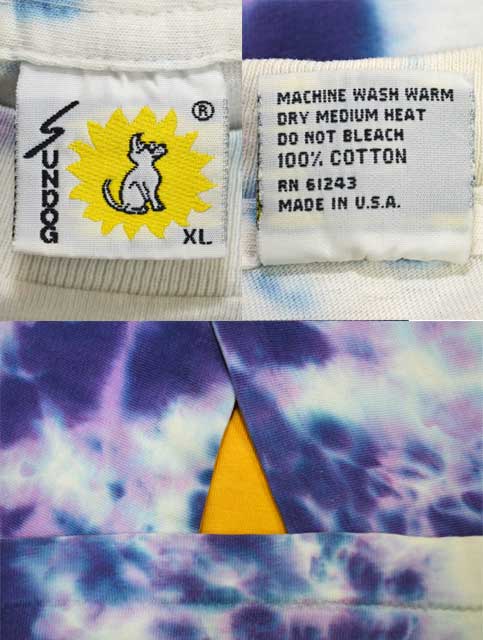 SUNDOG
®
XL
MACHINE WASH WARM
DRY MEDIUM HEAT
DO NOT BLEACH
100% COTTON
RN 61243
MADE IN U.S.A.